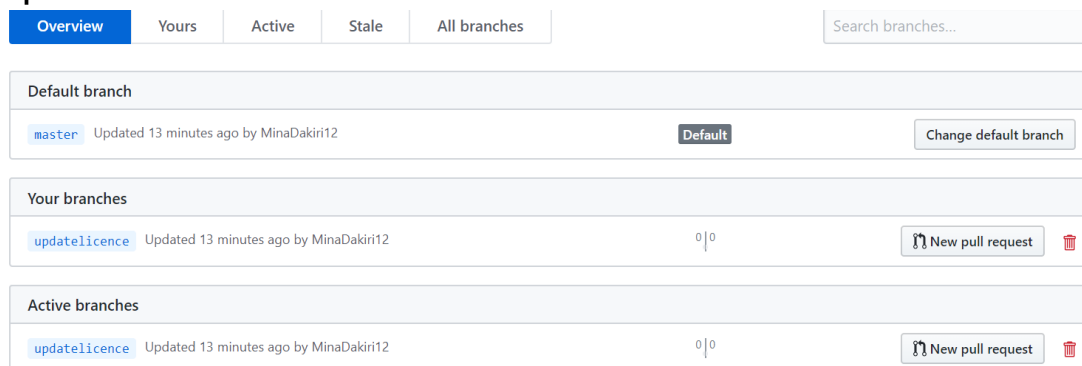 Overview Yours Active Stale All branches Search branches...
Default branch
master Updated 13 minutes ago by MinaDakiri12 Default Change default branch
Your branches
updatelicence Updated 13 minutes ago by MinaDakiri12 0 0 New pull request
Active branches
updatelicence Updated 13 minutes ago by MinaDakiri12 0 0 New pull request